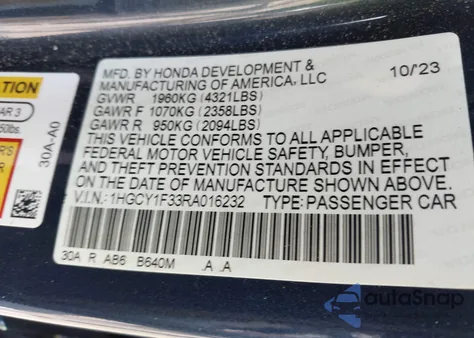 MFD. BY HONDA DEVELOPMENT &
MANUFACTURING OF AMERICA, LLC 10/23
GVWR 1960KG (4321LBS)
GAWR F 1070KG (2358LBS)
GAWR R 950KG (2094LBS)
THIS VEHICLE CONFORMS TO ALL APPLICABLE
FEDERAL MOTOR VEHICLE SAFETY, BUMPER,
AND THEFT PREVENTION STANDARDS IN EFFECT
ON THE DATE OF MANUFACTURE SHOWN ABOVE.
V.I.N.: 1HGCY1F33RA016232 TYPE: PASSENGER CAR
30A R AB6 B640M .A .A
30A-A0
AR 3
autoSnap